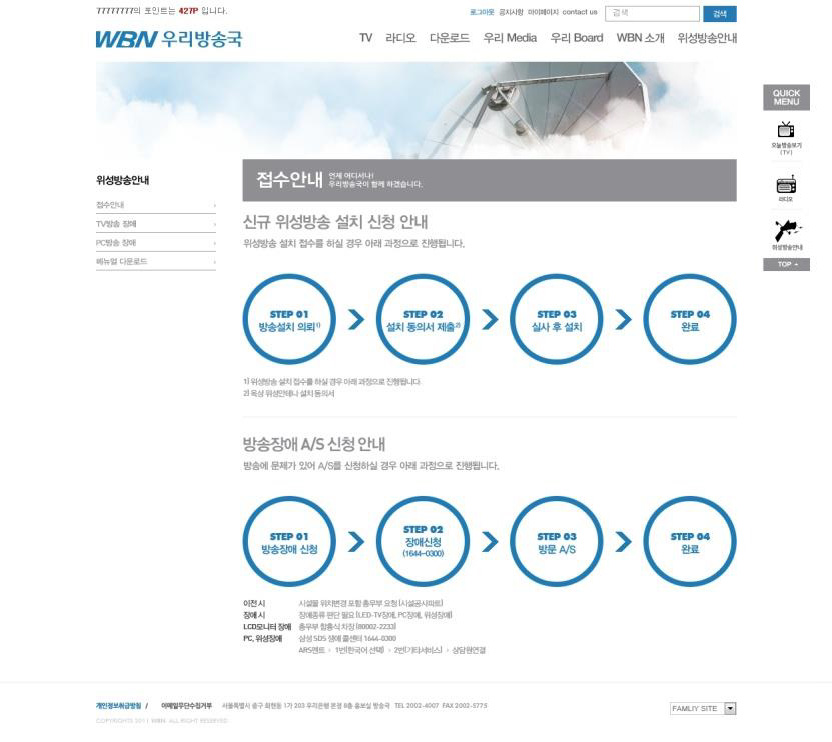 77777777의 포인트는 427P 입니다.
로그아웃 공지사항 마이페이지 contact us 검색 검색
WBN 우리방송국
TV 라디오 다운로드 우리 Media 우리 Board WBN 소개 위성방송안내
QUICK MENU
오늘방송보기
(TV)
라디오
위성방송안내
TOP
위성방송안내
접수안내
TV방송 장애
PC방송 장애
메뉴얼 다운로드
접수안내 언제 어디서나!
우리방송국이 함께 하겠습니다.
신규 위성방송 설치 신청 안내
위성방송 설치 접수를 하실 경우 아래 과정으로 진행됩니다.
STEP 01
방송설치 의뢰1)
STEP 02
설치 동의서 제출2)
STEP 03
실사 후 설치
STEP 04
완료
1) 위성방송 설치 접수를 하실 경우 아래 과정으로 진행됩니다.
2) 옥상 위성안테나 설치 동의서
방송장애 A/S 신청 안내
방송에 문제가 있어 A/S를 신청하실 경우 아래 과정으로 진행됩니다.
STEP 01
방송장애 신청
STEP 02
장애신청
(1644-0300)
STEP 03
방문 A/S
STEP 04
완료
이전 시 시설물 위치변경 포함 총무부 요청 (시설공사파트)
장애 시 장애종류 판단 필요 (LED-TV장애, PC장애, 위성장애)
LCD모니터 장애 총무부 함흥식 차장 (80002-2233)
PC, 위성장애 삼성 SDS 장애 콜센터 1644-0300
ARS멘트 › 1번(한국어 선택) › 2번(기타서비스) › 상담원연결
개인정보취급방침 / 이메일무단수집거부 서울특별시 중구 회현동 1가 203 우리은행 본점 8층 홍보실 방송국 TEL 2002-4007 FAX 2002-5775
FAMLIY SITE
COPYRIGHTS 2011 WBN. ALL RIGHT RESERVED